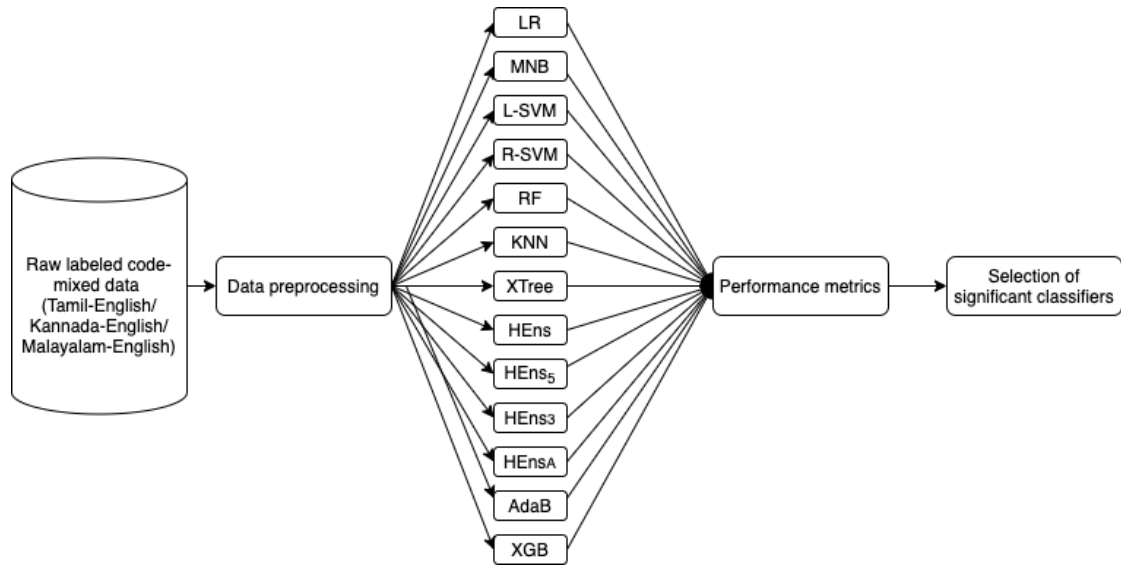 Raw labeled code-
mixed data
(Tamil-English/
Kannada-English/
Malayalam-English)
Data preprocessing
LR
MNB
L-SVM
R-SVM
RF
KNN
XTree
HEns
HEns5
HEns3
HEnsA
AdaB
XGB
Performance metrics
Selection of
significant classifiers